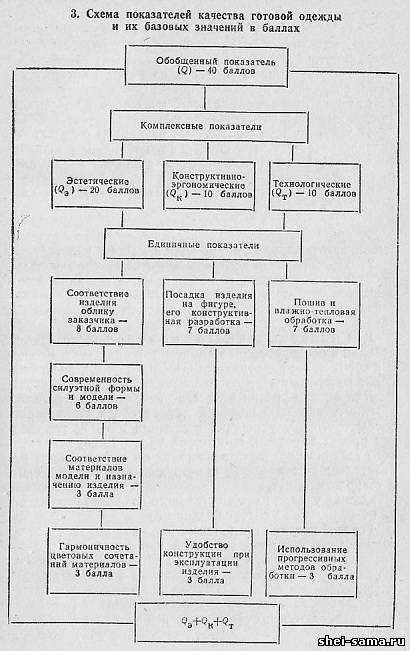 3. Схема показателей качества готовой одежды
и их базовых значений в баллах
Обобщенный показатель
(Q) — 40 баллов
Комплексные показатели
Эстетические
(Qэ) — 20 баллов
Конструктивно-
эргономические
(Qк) — 10 баллов
Технологические
(Qт) — 10 баллов
Единичные показатели
Соответствие
изделия
облику
заказчика —
8 баллов
Посадка изделия
на фигуре,
его конструктив-
ная разработка —
7 баллов
Пошив и
влажно-тепловая
обработка —
7 баллов
Современность
силуэтной формы
и модели —
6 баллов
Соответствие
материалов
модели и назна-
чению изделия —
3 балла
Гармоничность
цветовых сочета-
ний материалов —
3 балла
Удобство
конструкции при
эксплуатации
изделия —
3 балла
Использование
прогрессивных
методов обра-
ботки — 3 балла
Qэ+Qк+Qт
shei-sama.ru